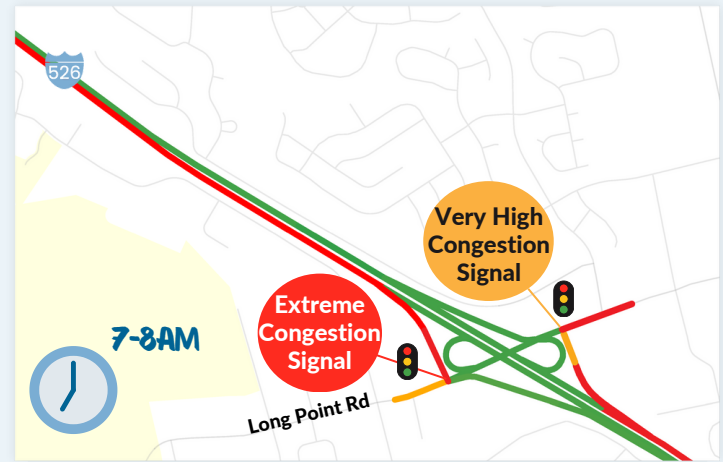 526
Very High
Congestion
Signal
Extreme
Congestion
Signal
7-8AM
Long Point Rd